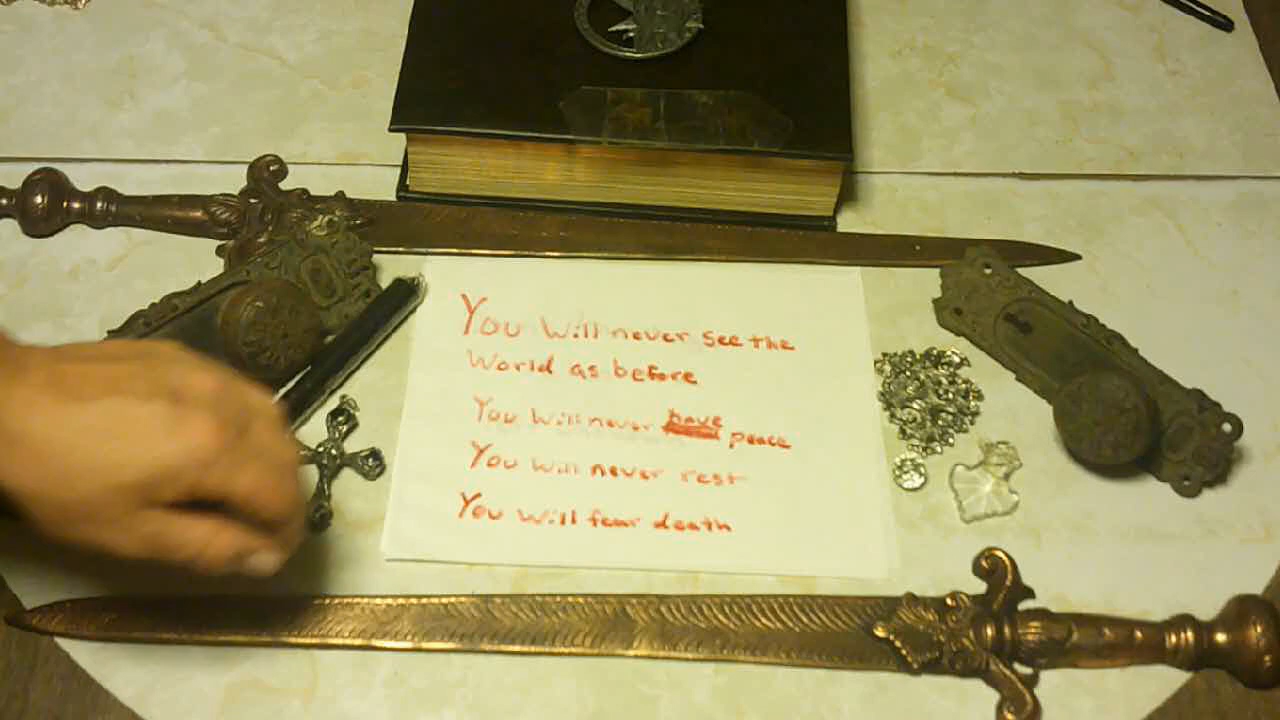 You Will never see the
World as before
You Will never have peace
You Will never rest
You Will fear death